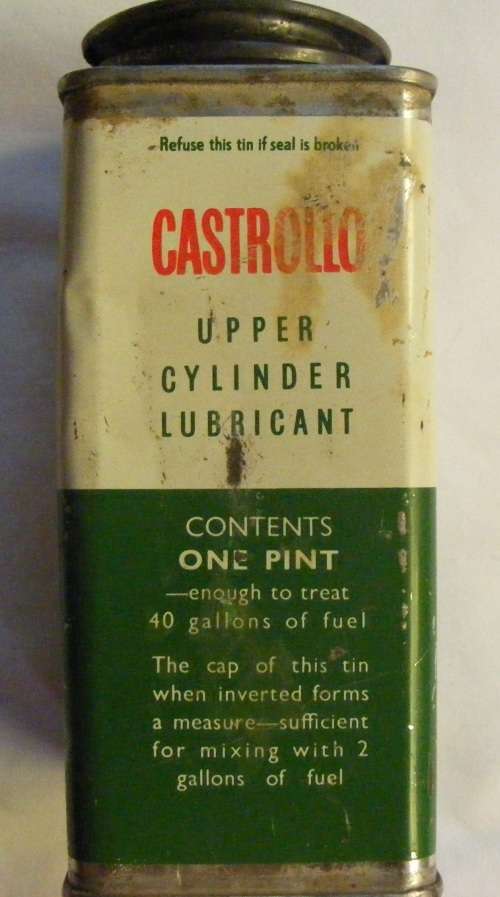 Refuse this tin if seal is broken
CASTROLLO
UPPER
CYLINDER
LUBRICANT
CONTENTS
ONE PINT
—enough to treat
40 gallons of fuel
The cap of this tin
when inverted forms
a measure—sufficient
for mixing with 2
gallons of fuel